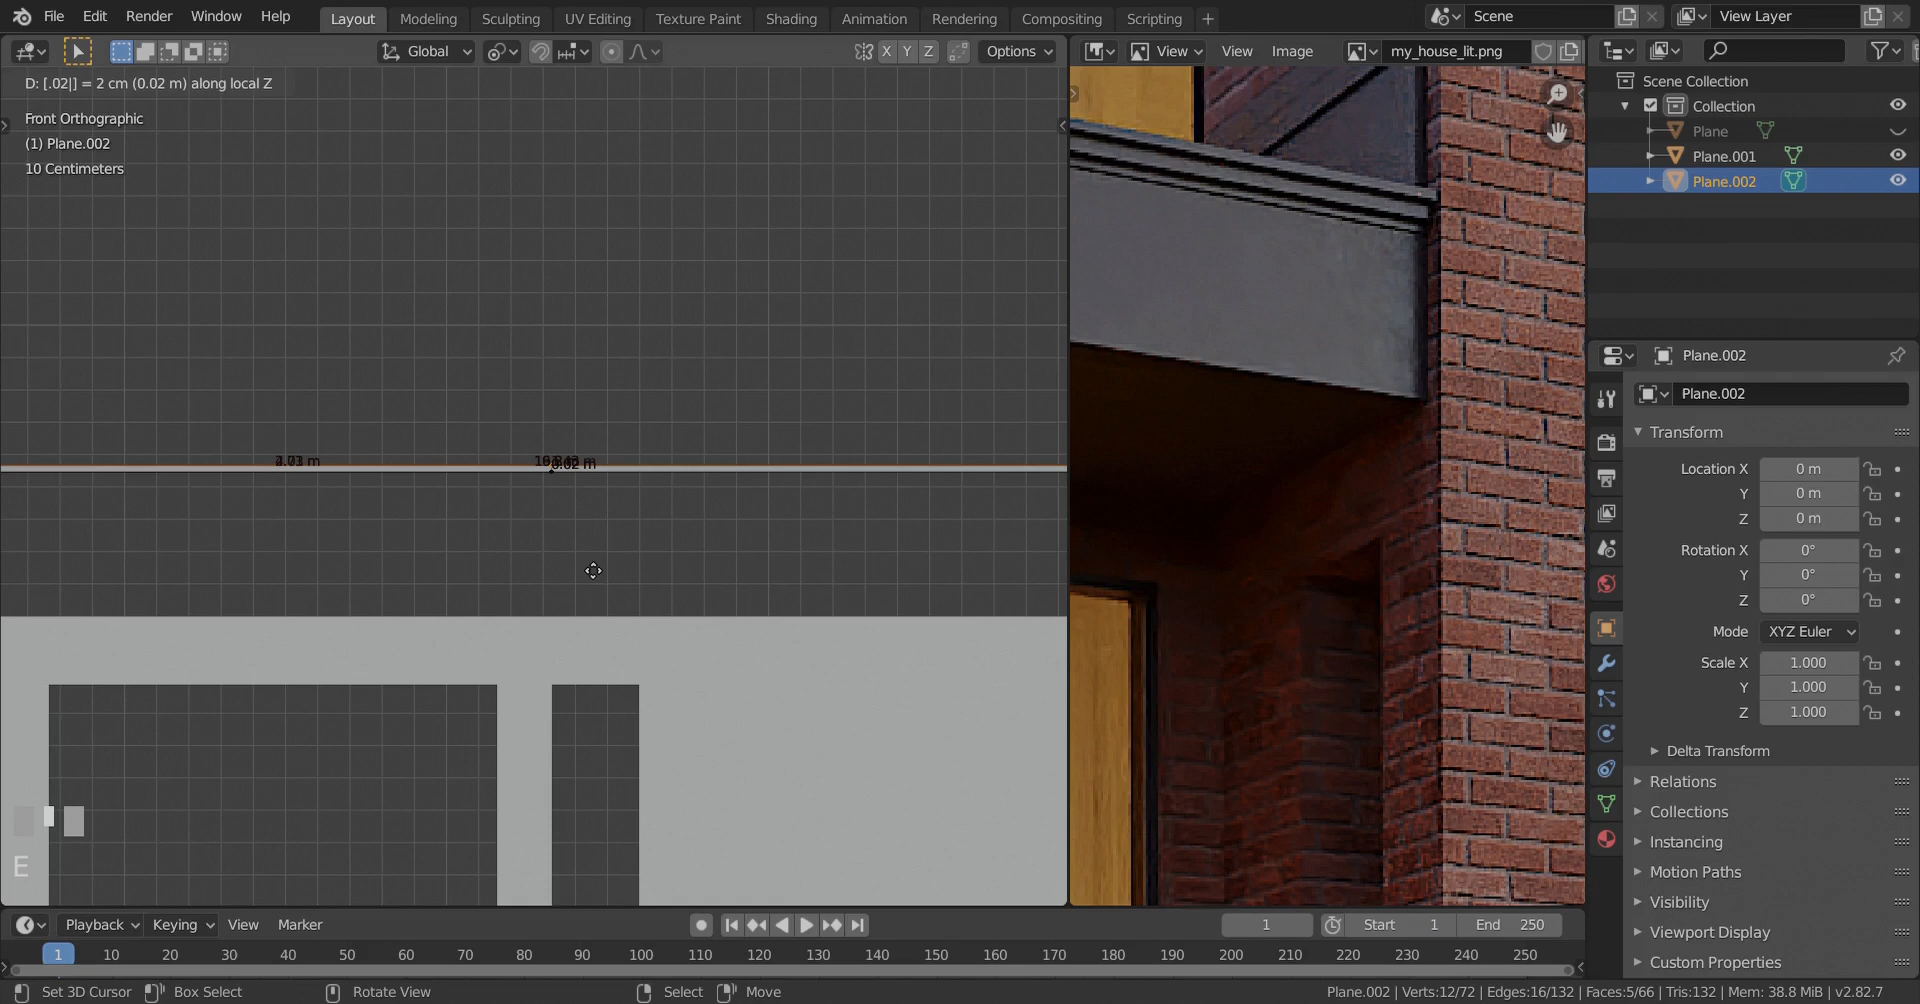 File Edit Render Window Help Layout Modeling Sculpting UV Editing Texture Paint Shading Animation Rendering Compositing Scripting + Scene View Layer
Global X Y Z Options View View Image my_house_lit.png
D: [.02|] = 2 cm (0.02 m) along local Z
Front Orthographic
(1) Plane.002
10 Centimeters
0.02 m
E
Scene Collection
Collection
Plane
Plane.001
Plane.002
Plane.002
Plane.002
Transform
Location X 0 m
Y 0 m
Z 0 m
Rotation X 0°
Y 0°
Z 0°
Mode XYZ Euler
Scale X 1.000
Y 1.000
Z 1.000
Delta Transform
Relations
Collections
Instancing
Motion Paths
Visibility
Viewport Display
Custom Properties
Playback Keying View Marker 1 Start 1 End 250
1 10 20 30 40 50 60 70 80 90 100 110 120 130 140 150 160 170 180 190 200 210 220 230 240 250
Set 3D Cursor Box Select Rotate View Select Move Plane.002 | Verts:12/72 | Edges:16/132 | Faces:5/66 | Tris:132 | Mem: 38.8 MiB | v2.82.7